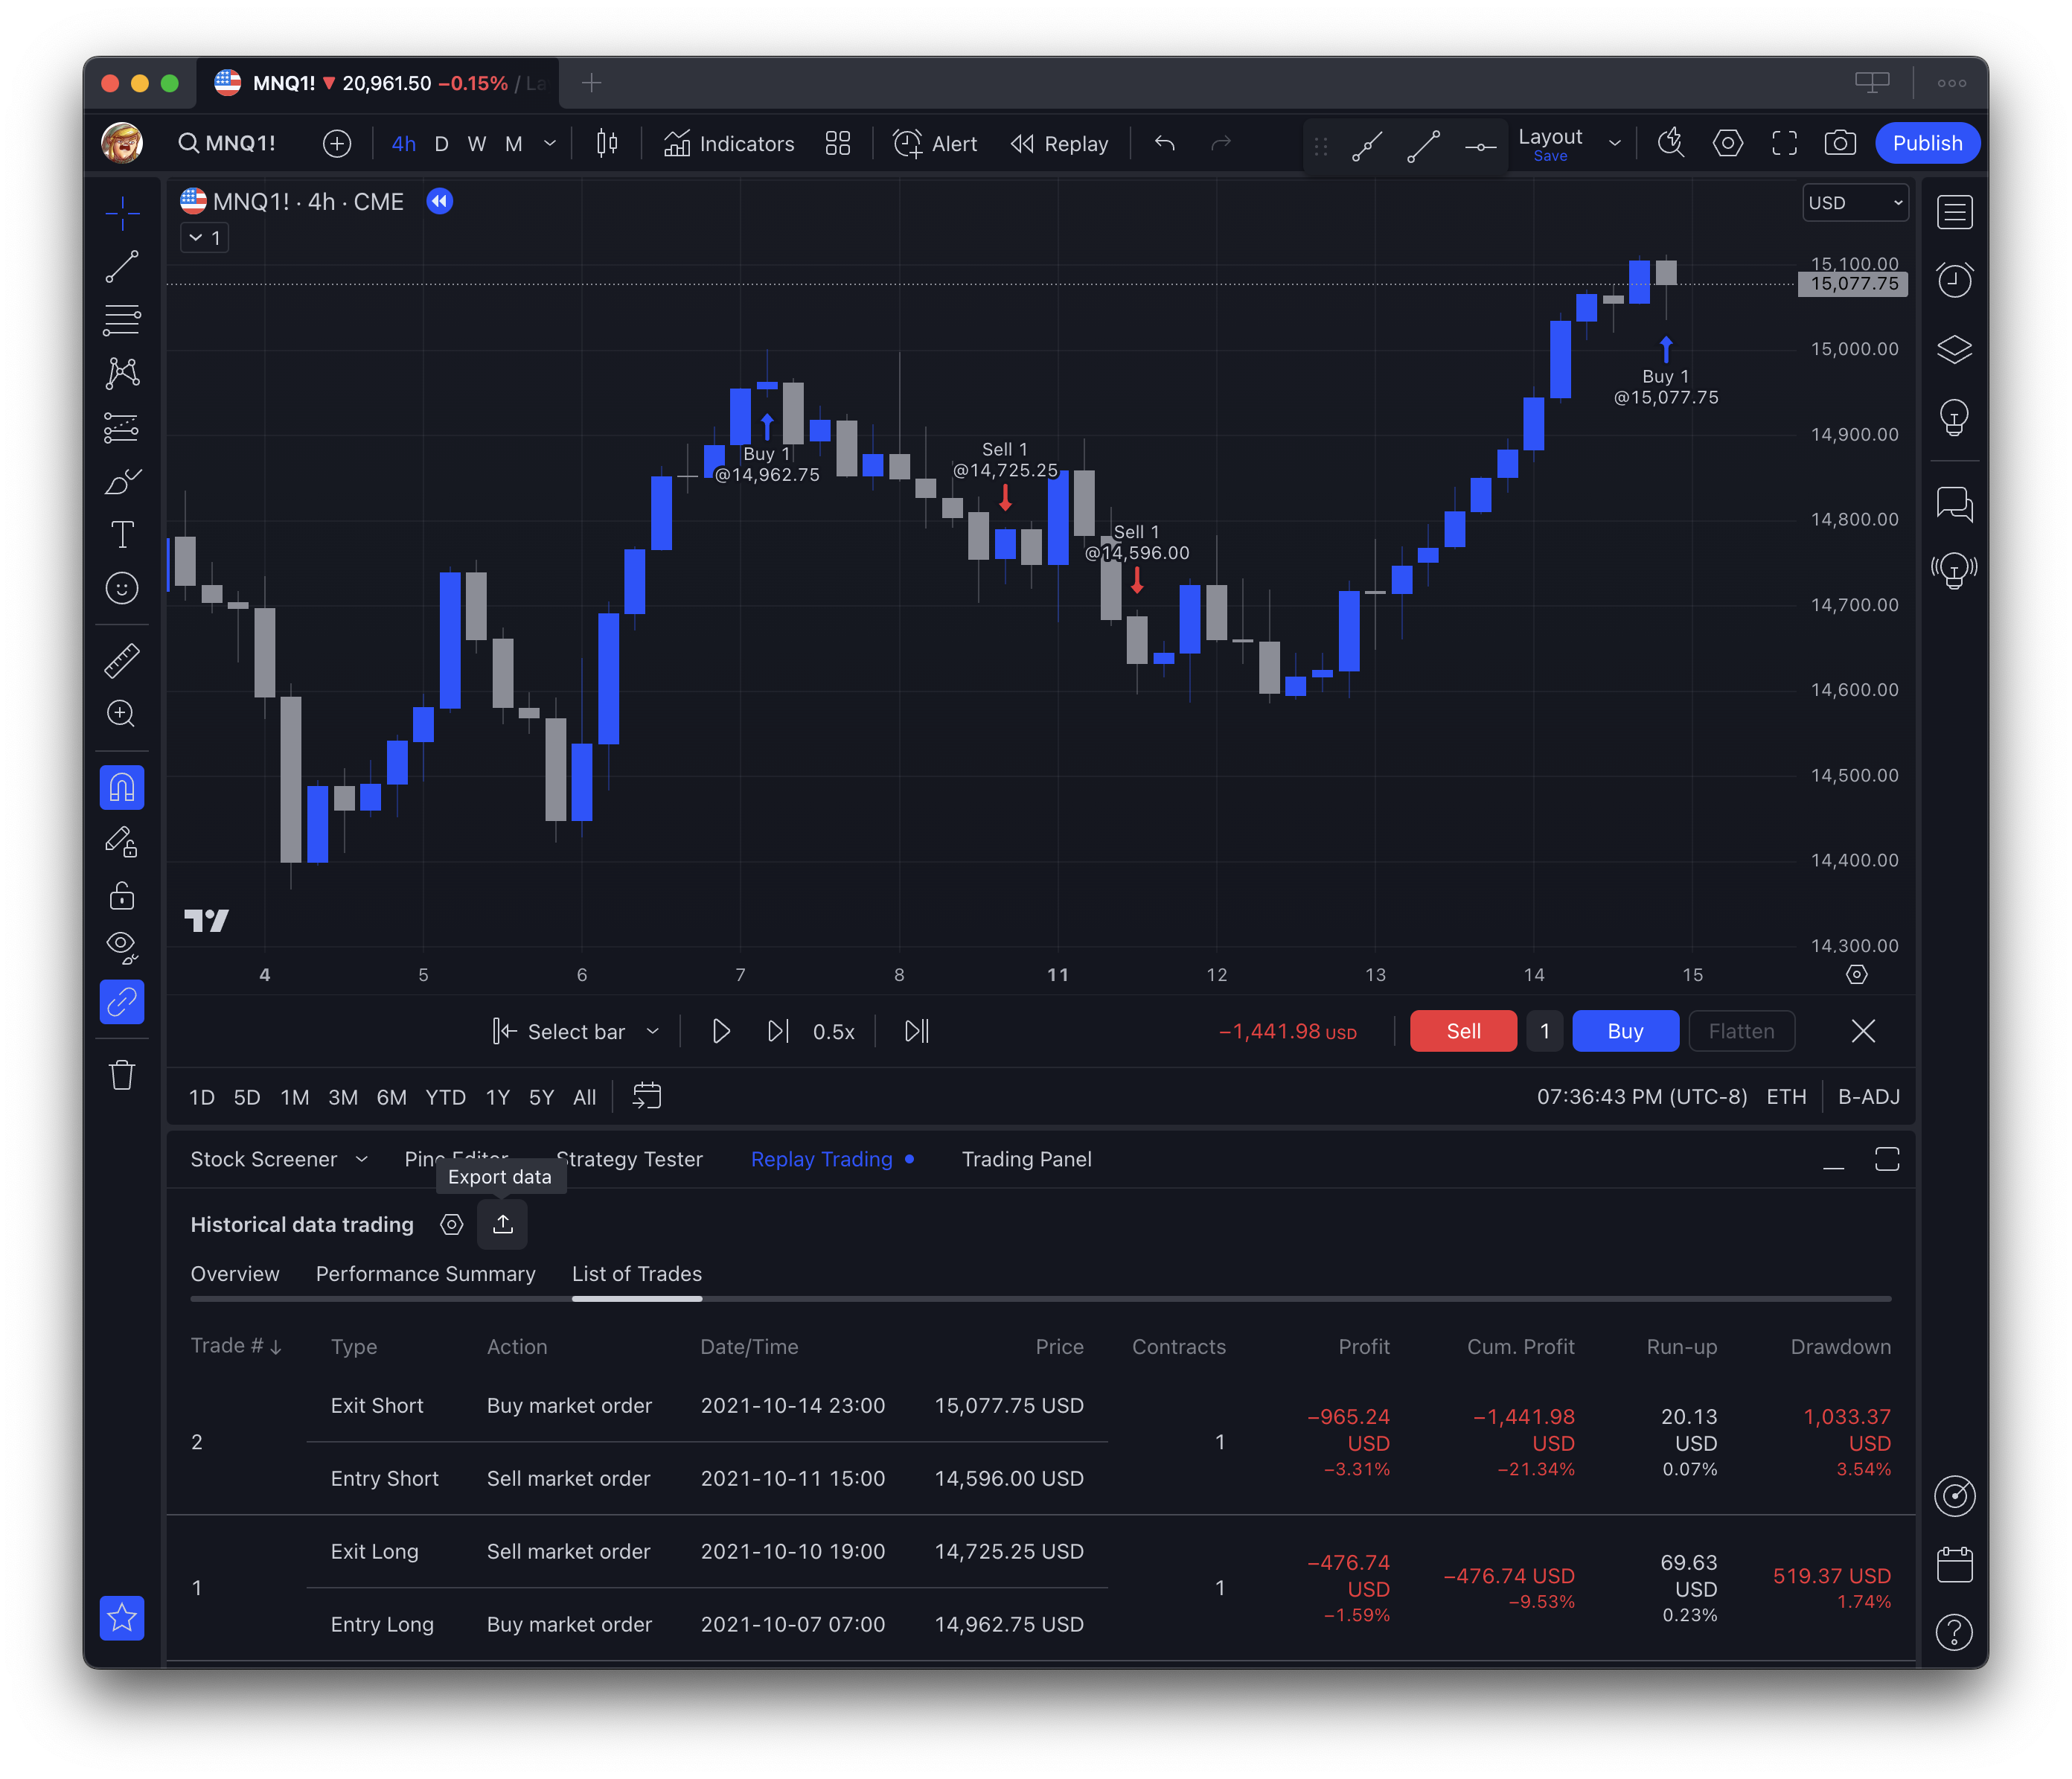 MNQ1! ▼ 20,961.50 −0.15% / La
MNQ1! 4h D W M Indicators Alert Replay Layout Publish
Save
MNQ1! · 4h · CME USD
1
15,100.00
15,077.75
15,000.00
14,900.00
14,800.00
14,700.00
14,600.00
14,500.00
14,400.00
14,300.00
Buy 1
@15,077.75
Buy 1
@14,962.75
Sell 1
@14,725.25
Sell 1
@14,596.00
4 5 6 7 8 11 12 13 14 15
Select bar 0.5x −1,441.98 USD Sell 1 Buy Flatten
1D 5D 1M 3M 6M YTD 1Y 5Y All 07:36:43 PM (UTC-8) ETH B-ADJ
Stock Screener Pine Editor Strategy Tester Replay Trading Trading Panel
Export data
Historical data trading
Overview Performance Summary List of Trades
Trade # ↓ Type Action Date/Time Price Contracts Profit Cum. Profit Run-up Drawdown
2
Exit Short Buy market order 2021-10-14 23:00 15,077.75 USD
Entry Short Sell market order 2021-10-11 15:00 14,596.00 USD
1
−965.24
USD
−3.31%
−1,441.98
USD
−21.34%
20.13
USD
0.07%
1,033.37
USD
3.54%
1
Exit Long Sell market order 2021-10-10 19:00 14,725.25 USD
Entry Long Buy market order 2021-10-07 07:00 14,962.75 USD
1
−476.74
USD
−1.59%
−476.74 USD
−9.53%
69.63
USD
0.23%
519.37 USD
1.74%